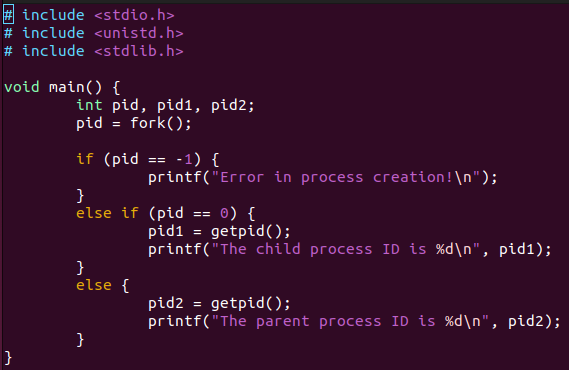 # include <stdio.h>
# include <unistd.h>
# include <stdlib.h>

void main() {
        int pid, pid1, pid2;
        pid = fork();

        if (pid == -1) {
                printf("Error in process creation!\n");
        }
        else if (pid == 0) {
                pid1 = getpid();
                printf("The child process ID is %d\n", pid1);
        }
        else {
                pid2 = getpid();
                printf("The parent process ID is %d\n", pid2);
        }
}